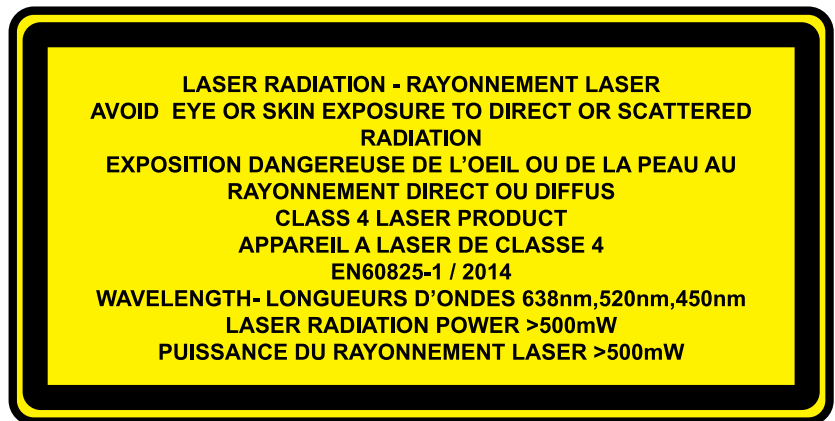 LASER RADIATION - RAYONNEMENT LASER
AVOID EYE OR SKIN EXPOSURE TO DIRECT OR SCATTERED
RADIATION
EXPOSITION DANGEREUSE DE L'OEIL OU DE LA PEAU AU
RAYONNEMENT DIRECT OU DIFFUS
CLASS 4 LASER PRODUCT
APPAREIL A LASER DE CLASSE 4
EN60825-1 / 2014
WAVELENGTH- LONGUEURS D'ONDES 638nm,520nm,450nm
LASER RADIATION POWER >500mW
PUISSANCE DU RAYONNEMENT LASER >500mW